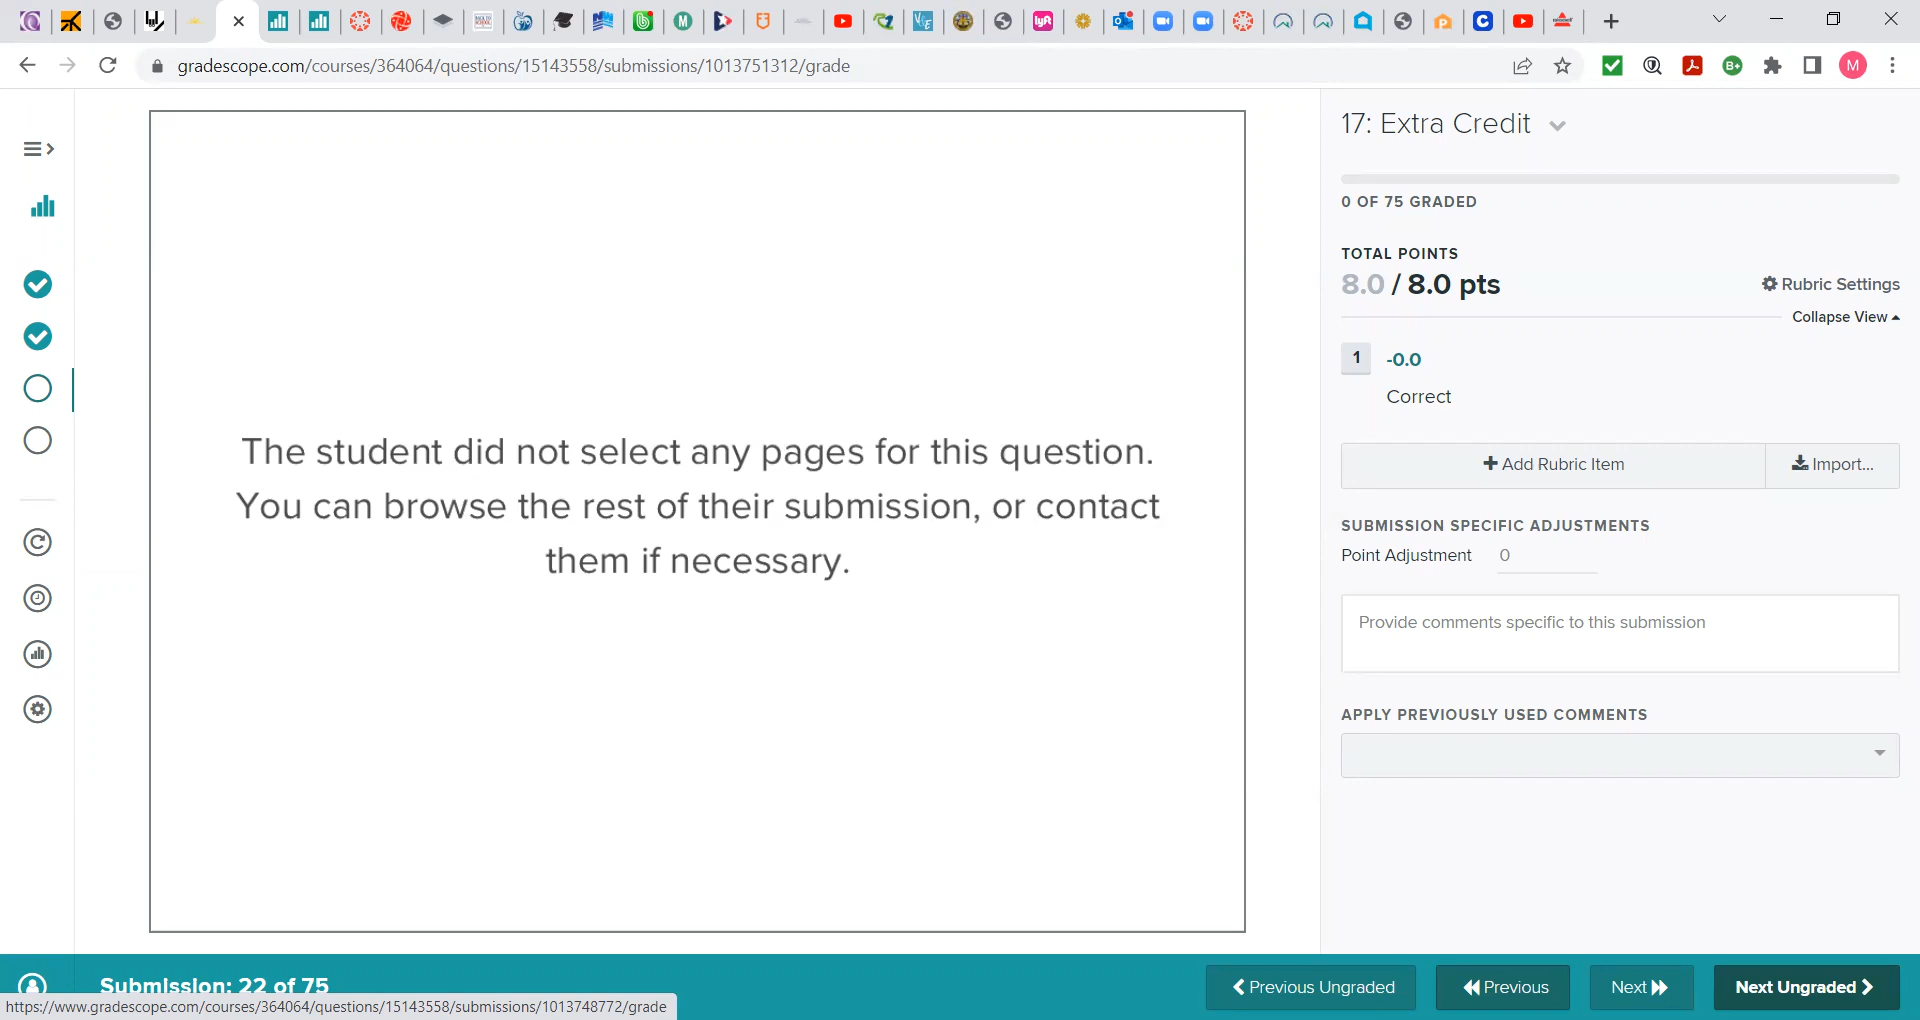 gradescope.com/courses/364064/questions/15143558/submissions/1013751312/grade
M
The student did not select any pages for this question.
You can browse the rest of their submission, or contact
them if necessary.
17: Extra Credit
0 OF 75 GRADED
TOTAL POINTS
8.0 / 8.0 pts
Rubric Settings
Collapse View
1 -0.0
Correct
Add Rubric Item
Import...
SUBMISSION SPECIFIC ADJUSTMENTS
Point Adjustment 0
Provide comments specific to this submission
APPLY PREVIOUSLY USED COMMENTS
Submission: 22 of 75
Previous Ungraded
Previous
Next
Next Ungraded
https://www.gradescope.com/courses/364064/questions/15143558/submissions/1013748772/grade